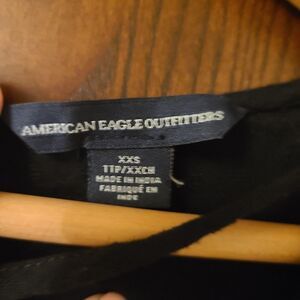 AMERICAN EAGLE OUTFITTERS
XXS
TTP/XXCH
MADE IN INDIA
FABRIQUÉ EN
INDE